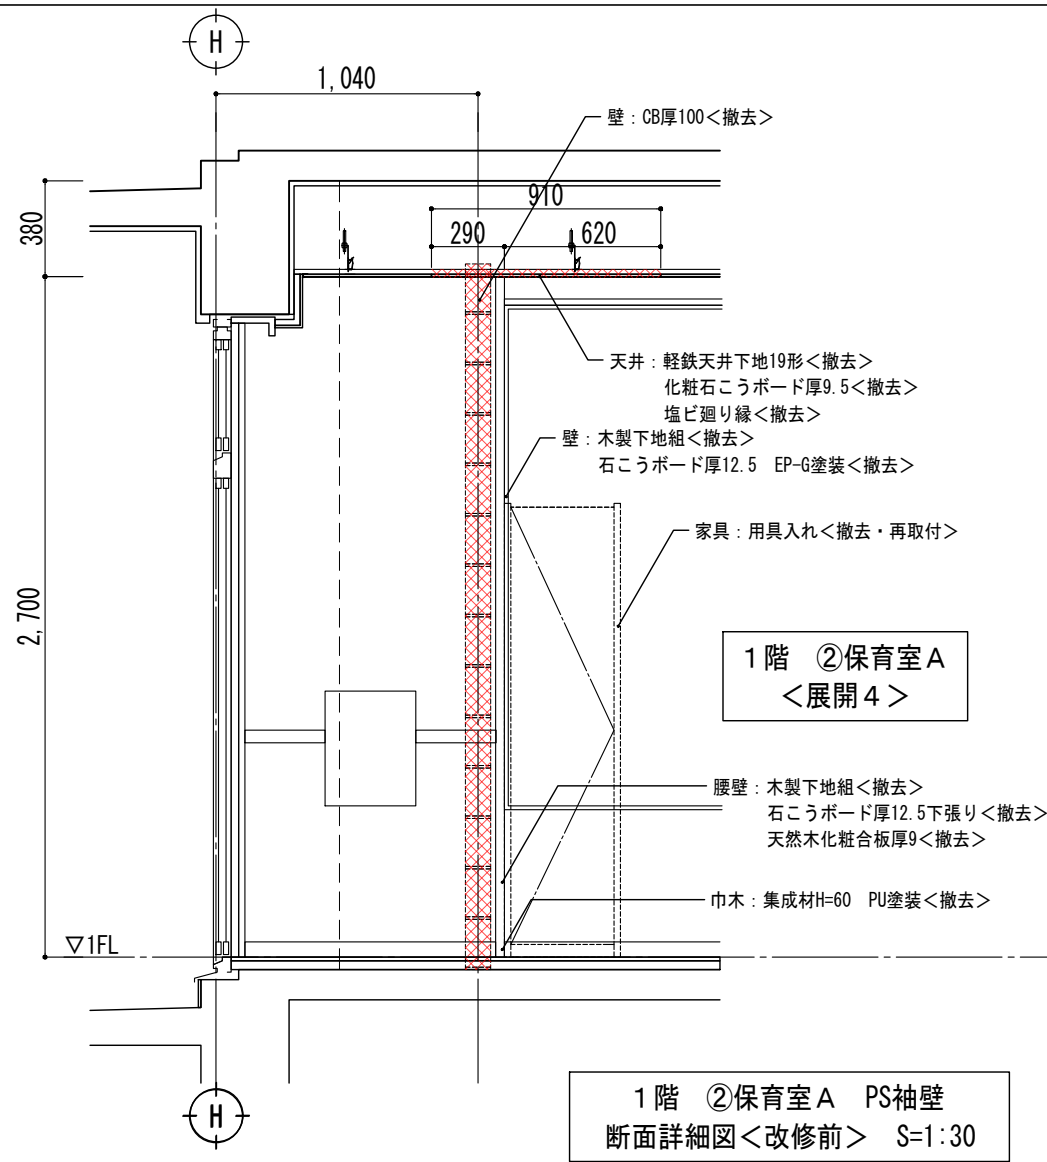 H
1,040
壁：CB厚100＜撤去＞
910
380
290
620
天井：軽鉄天井下地19形＜撤去＞
化粧石こうボード厚9.5＜撤去＞
塩ビ廻り縁＜撤去＞
壁：木製下地組＜撤去＞
石こうボード厚12.5　EP-G塗装＜撤去＞
家具：用具入れ＜撤去・再取付＞
2,700
1階　②保育室A
＜展開4＞
腰壁：木製下地組＜撤去＞
石こうボード厚12.5下張り＜撤去＞
天然木化粧合板厚9＜撤去＞
巾木：集成材H=60　PU塗装＜撤去＞
▽1FL
H
1階　②保育室A　PS袖壁
断面詳細図＜改修前＞　S=1:30